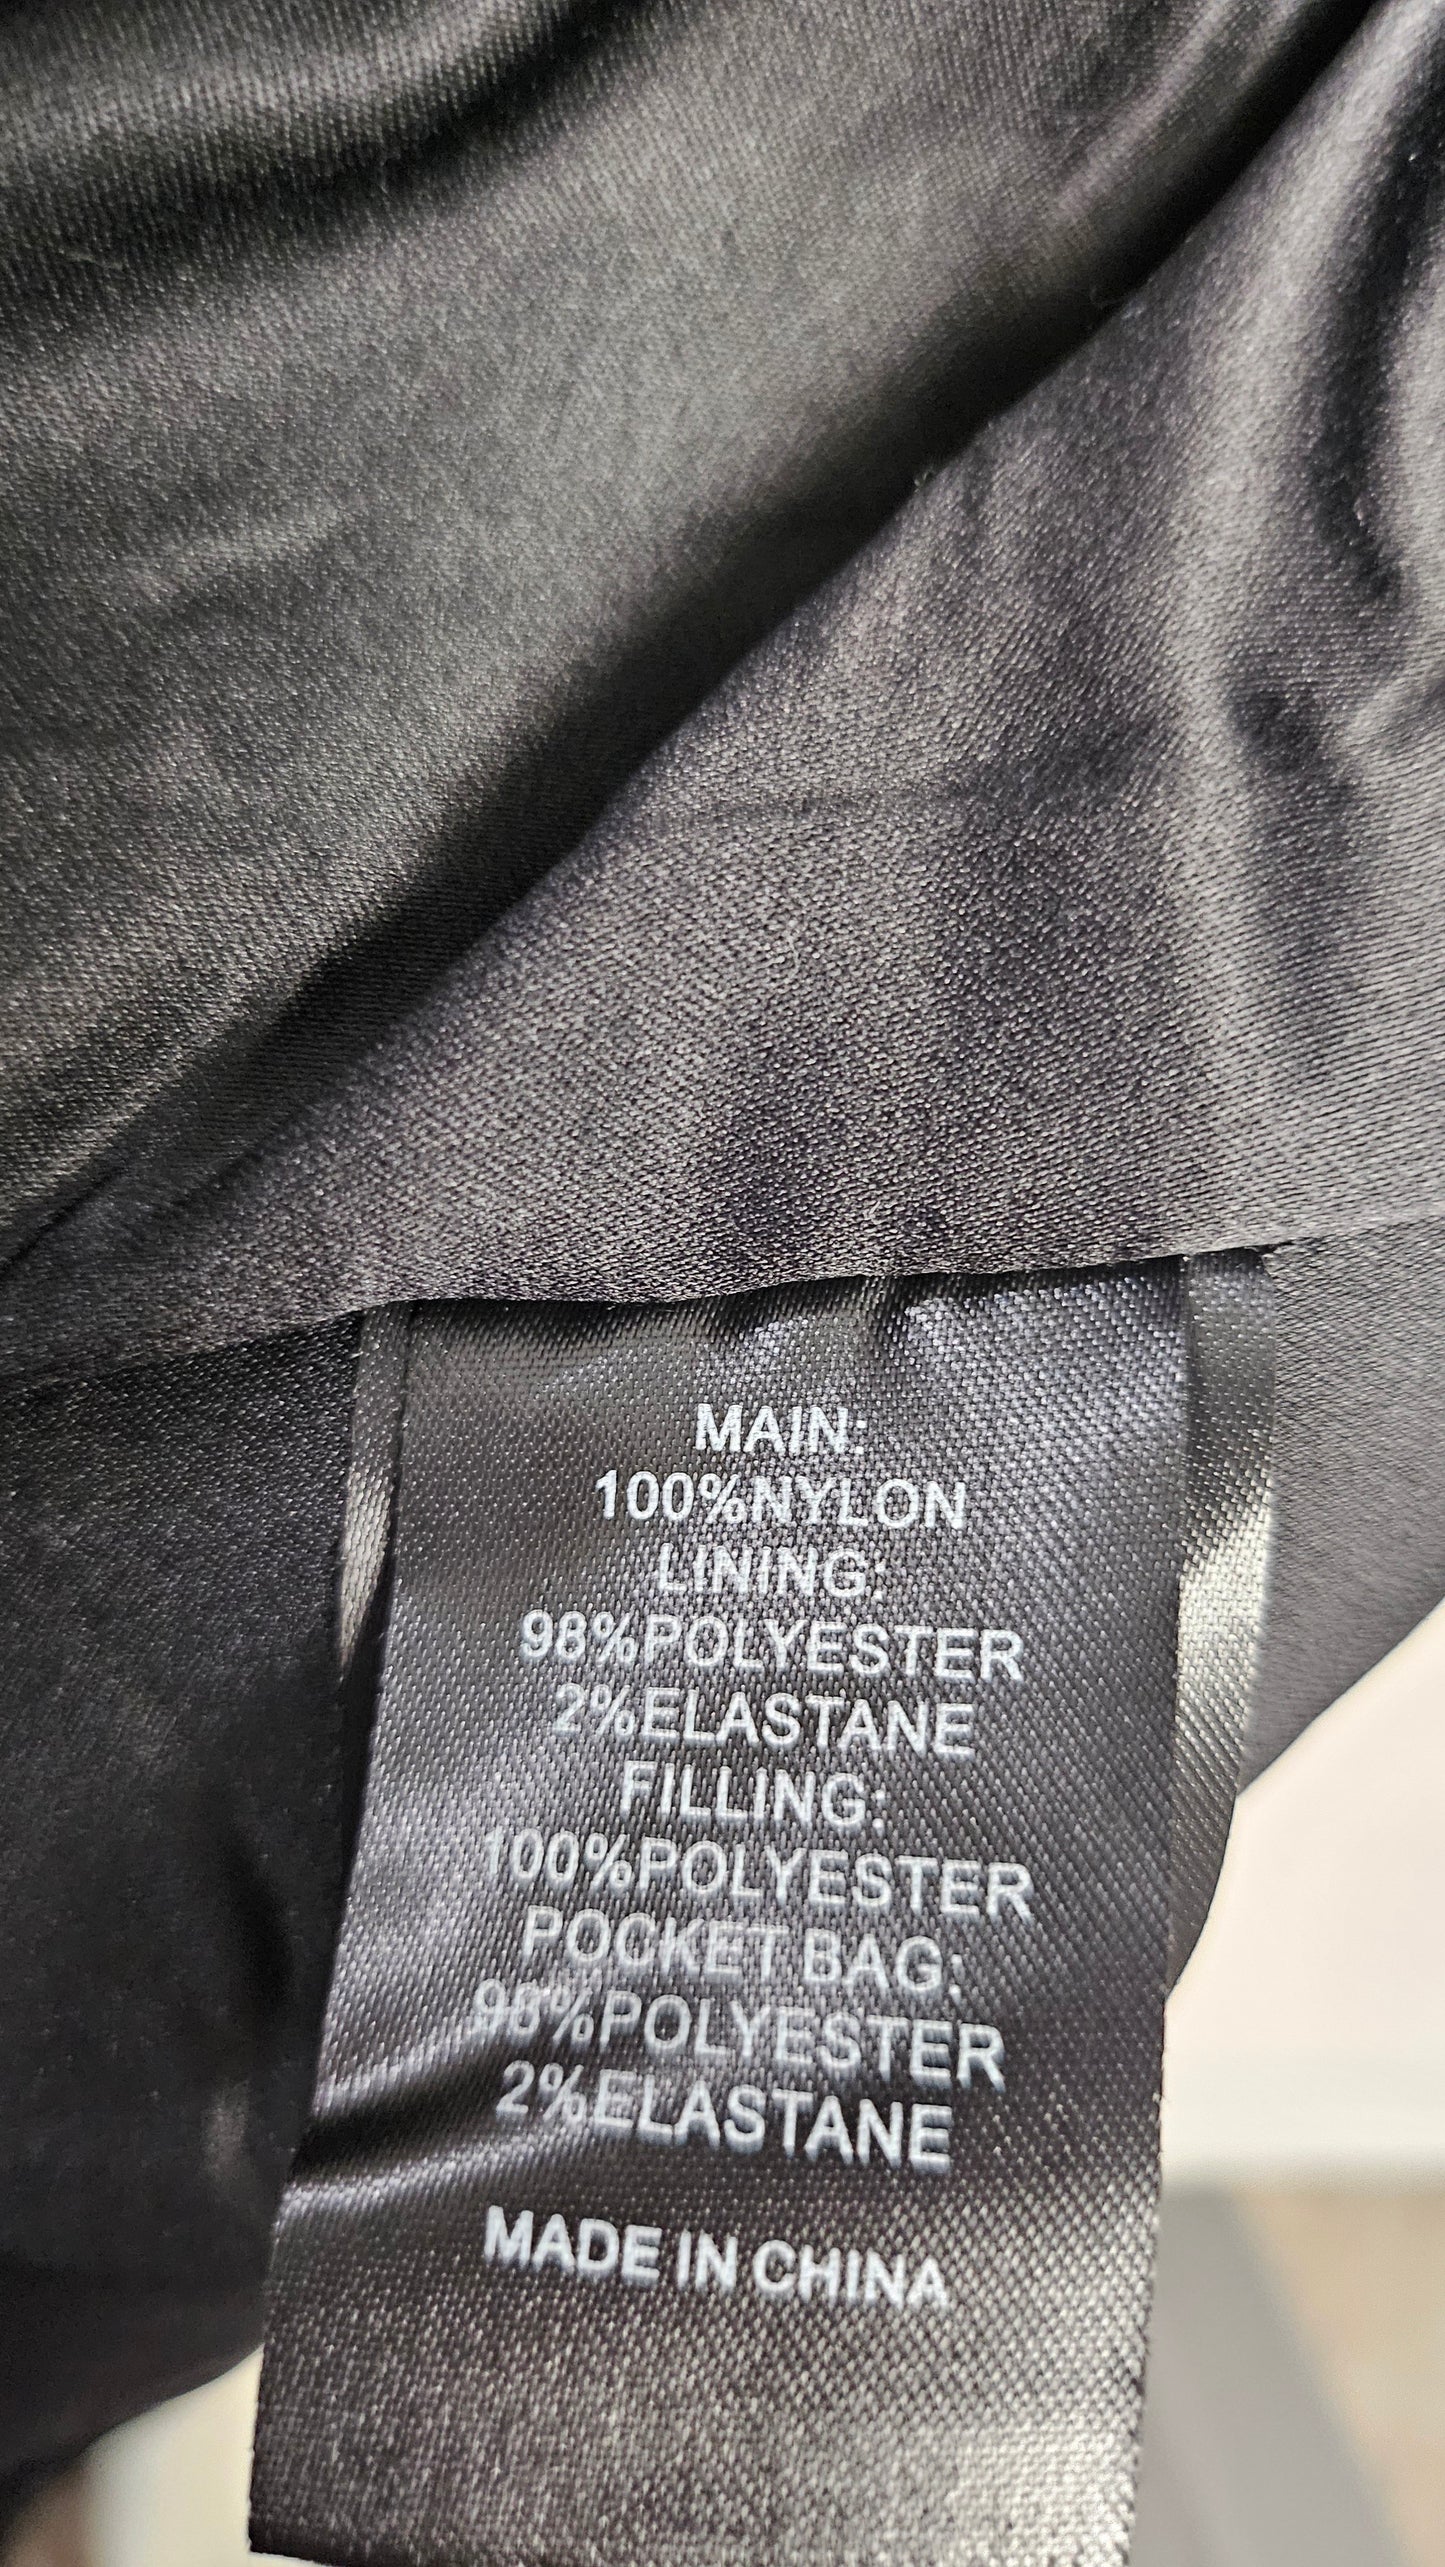 MAIN:
100%NYLON
LINING:
98%POLYESTER
2%ELASTANE
FILLING:
100%POLYESTER
POCKET BAG:
98%POLYESTER
2%ELASTANE
MADE IN CHINA